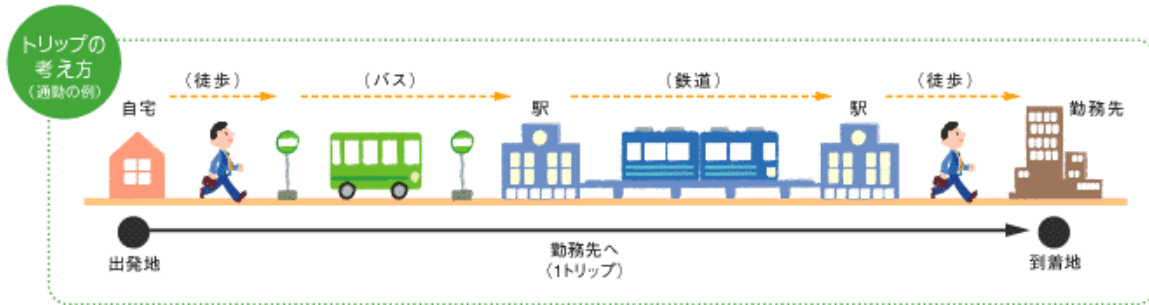 トリップの
考え方
(通勤の例)
(徒歩)
(バス)
(鉄道)
(徒歩)
自宅
駅
駅
勤務先
勤務先へ
(1トリップ)
出発地
到着地